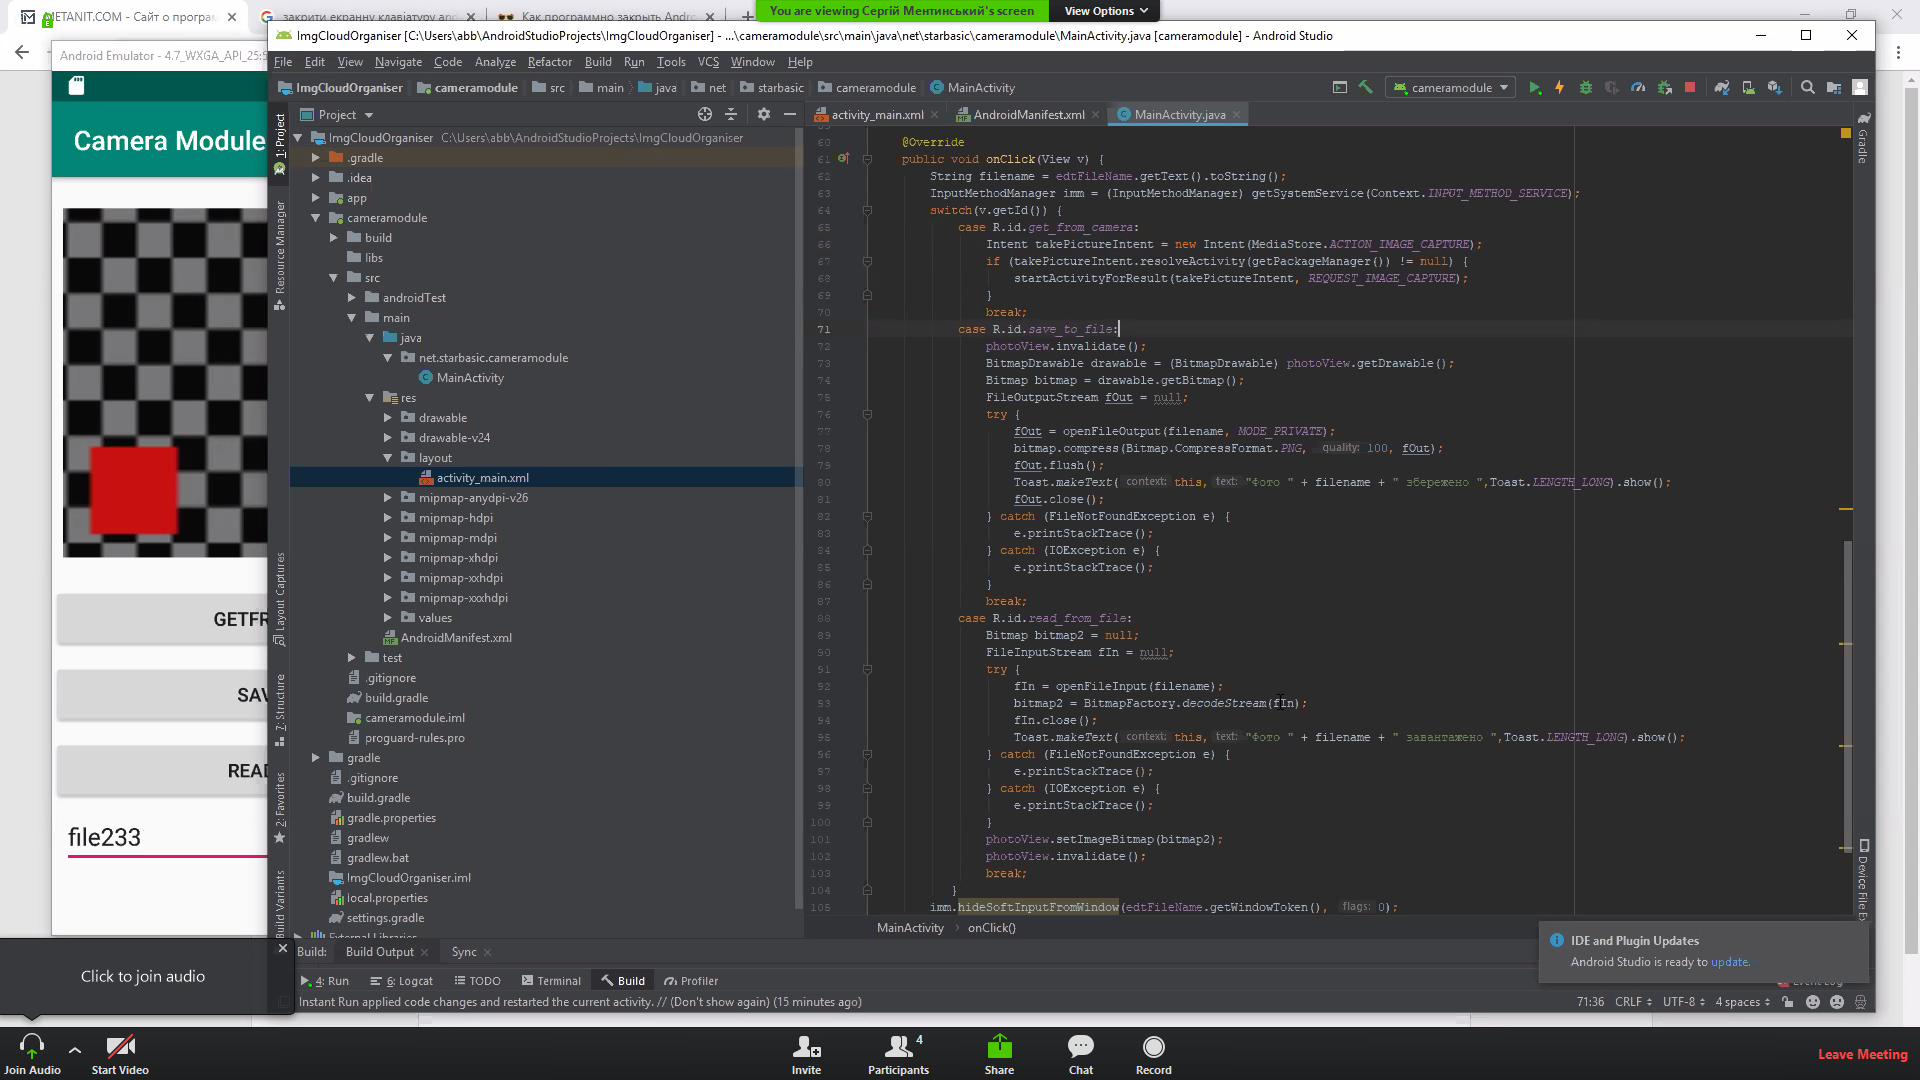 METANIT.COM - Сайт о програм
закрити екранну клавіатуру andro
Как программно закрыть Andro
You are viewing Сергій Ментинський's screen
View Options
Android Emulator - 4.7_WXGA_API_25:5
ImgCloudOrganiser [C:\Users\abb\AndroidStudioProjects\ImgCloudOrganiser] - ...\cameramodule\src\main\java\net\starbasic\cameramodule\MainActivity.java [cameramodule] - Android Studio
File Edit View Navigate Code Analyze Refactor Build Run Tools VCS Window Help
ImgCloudOrganiser cameramodule src main java net starbasic cameramodule MainActivity
cameramodule
Project
activity_main.xml
AndroidManifest.xml
MainActivity.java
Camera Module
GETFR
SAV
READ
file233
1: Project
Resource Manager
Layout Captures
7: Structure
2: Favorites
Build Variants
ImgCloudOrganiser C:\Users\abb\AndroidStudioProjects\ImgCloudOrganiser
.gradle
.idea
app
cameramodule
build
libs
src
androidTest
main
java
net.starbasic.cameramodule
MainActivity
res
drawable
drawable-v24
layout
activity_main.xml
mipmap-anydpi-v26
mipmap-hdpi
mipmap-mdpi
mipmap-xhdpi
mipmap-xxhdpi
mipmap-xxxhdpi
values
AndroidManifest.xml
test
.gitignore
build.gradle
cameramodule.iml
proguard-rules.pro
gradle
.gitignore
build.gradle
gradle.properties
gradlew
gradlew.bat
ImgCloudOrganiser.iml
local.properties
settings.gradle
External Libraries
60 @Override
61 public void onClick(View v) {
62 String filename = edtFileName.getText().toString();
63 InputMethodManager imm = (InputMethodManager) getSystemService(Context.INPUT_METHOD_SERVICE);
64 switch(v.getId()) {
65 case R.id.get_from_camera:
66 Intent takePictureIntent = new Intent(MediaStore.ACTION_IMAGE_CAPTURE);
67 if (takePictureIntent.resolveActivity(getPackageManager()) != null) {
68 startActivityForResult(takePictureIntent, REQUEST_IMAGE_CAPTURE);
69 }
70 break;
71 case R.id.save_to_file:
72 photoView.invalidate();
73 BitmapDrawable drawable = (BitmapDrawable) photoView.getDrawable();
74 Bitmap bitmap = drawable.getBitmap();
75 FileOutputStream fOut = null;
76 try {
77 fOut = openFileOutput(filename, MODE_PRIVATE);
78 bitmap.compress(Bitmap.CompressFormat.PNG, quality: 100, fOut);
79 fOut.flush();
80 Toast.makeText( context: this, text: "Фото " + filename + " збережено ",Toast.LENGTH_LONG).show();
81 fOut.close();
82 } catch (FileNotFoundException e) {
83 e.printStackTrace();
84 } catch (IOException e) {
85 e.printStackTrace();
86 }
87 break;
88 case R.id.read_from_file:
89 Bitmap bitmap2 = null;
90 FileInputStream fIn = null;
91 try {
92 fIn = openFileInput(filename);
93 bitmap2 = BitmapFactory.decodeStream(fIn);
94 fIn.close();
95 Toast.makeText( context: this, text: "Фото " + filename + " завантажено ",Toast.LENGTH_LONG).show();
96 } catch (FileNotFoundException e) {
97 e.printStackTrace();
98 } catch (IOException e) {
99 e.printStackTrace();
100 }
101 photoView.setImageBitmap(bitmap2);
102 photoView.invalidate();
103 break;
104 }
105 imm.hideSoftInputFromWindow(edtFileName.getWindowToken(), flags: 0);
MainActivity › onClick()
Gradle
Device File Ex
IDE and Plugin Updates
Android Studio is ready to update.
Build: Build Output Sync
4: Run 6: Logcat TODO Terminal Build Profiler
Event Log
Instant Run applied code changes and restarted the current activity. // (Don't show again) (15 minutes ago)
71:36 CRLF UTF-8 4 spaces
Click to join audio
Join Audio
Start Video
Invite
Participants
4
Share
Chat
Record
Leave Meeting